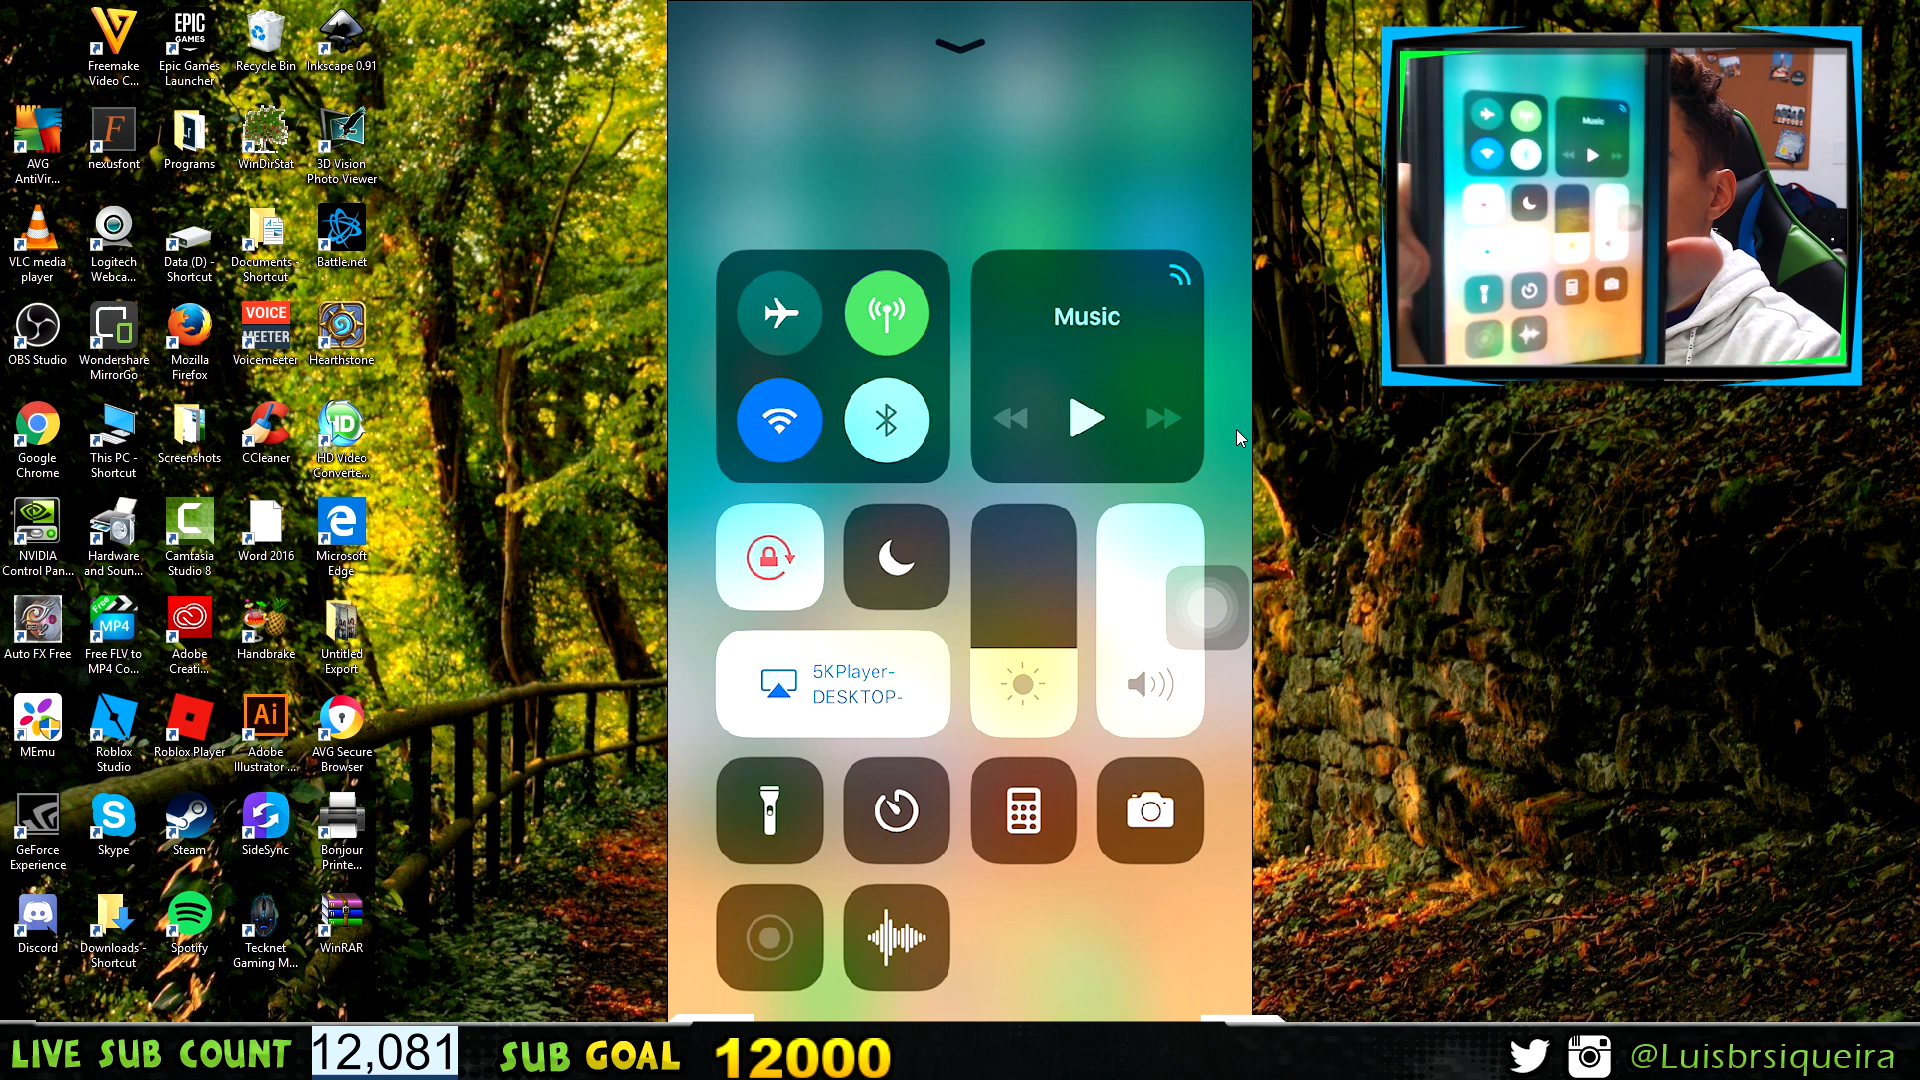 Freemake
Video C...
EPIC
GAMES
Epic Games
Launcher
Recycle Bin
Inkscape 0.91
AVG
AntiVir...
nexusfont
Programs
WinDirStat
3D Vision
Photo Viewer
VLC media
player
Logitech
Webca...
Data (D) -
Shortcut
Documents -
Shortcut
Battle.net
OBS Studio
Wondershare
MirrorGo
Mozilla
Firefox
VOICE
MEETER
Voicemeeter
Hearthstone
Google
Chrome
This PC -
Shortcut
Screenshots
CCleaner
HD
HD Video
Converte...
NVIDIA
Control Pan...
Hardware
and Soun...
Camtasia
Studio 8
Word 2016
Microsoft
Edge
Auto FX Free
Free
MP4
Free FLV to
MP4 Co...
Adobe
Creati...
Handbrake
Untitled
Export
MEmu
Roblox
Studio
Roblox Player
Ai
Adobe
Illustrator ...
AVG Secure
Browser
GeForce
Experience
Skype
Steam
SideSync
Bonjour
Printe...
Discord
Downloads -
Shortcut
Spotify
Tecknet
Gaming M...
WinRAR
Music
5KPlayer-
DESKTOP-
Music
LIVE SUB COUNT 12,081 SUB GOAL 12000
@Luisbrsiqueira